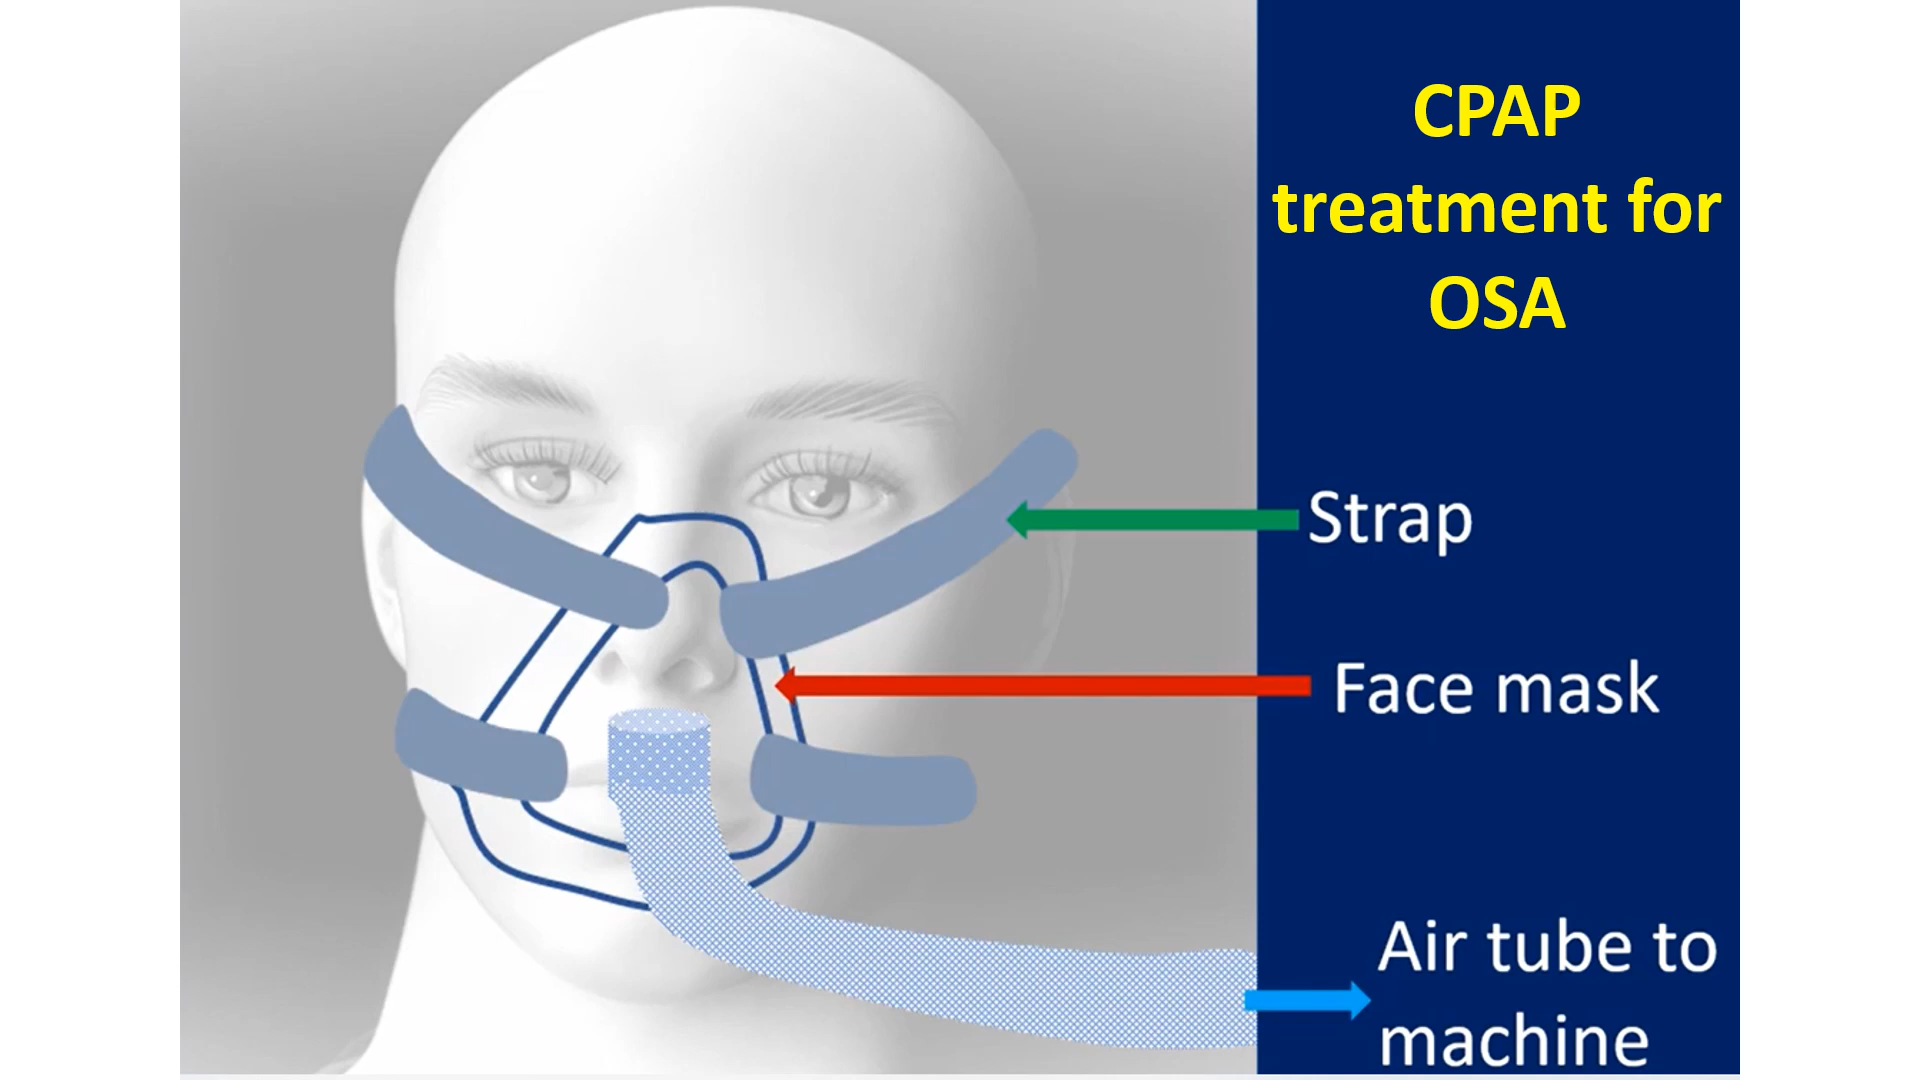 CPAP
treatment for
OSA
Strap
Face mask
Air tube to
machine